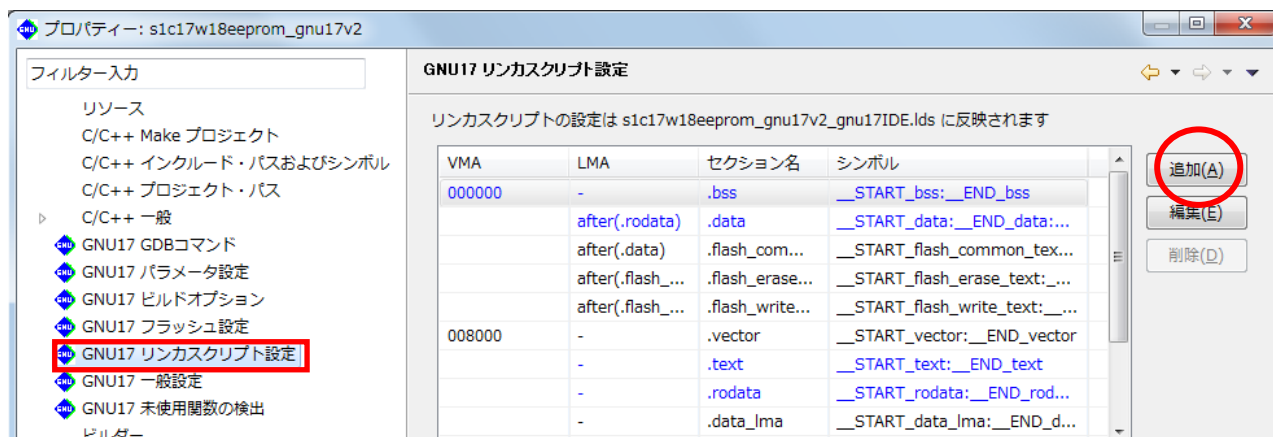 プロパティー: s1c17w18eeprom_gnu17v2
フィルター入力
リソース
C/C++ Make プロジェクト
C/C++ インクルード・パスおよびシンボル
C/C++ プロジェクト・パス
C/C++ 一般
GNU17 GDBコマンド
GNU17 パラメータ設定
GNU17 ビルドオプション
GNU17 フラッシュ設定
GNU17 リンカスクリプト設定
GNU17 一般設定
GNU17 未使用関数の検出
ビルダー
GNU17 リンカスクリプト設定
リンカスクリプトの設定は s1c17w18eeprom_gnu17v2_gnu17IDE.lds に反映されます
VMA LMA セクション名 シンボル
000000 - .bss __START_bss:__END_bss
after(.rodata) .data __START_data:__END_data:...
after(.data) .flash_com... __START_flash_common_tex...
after(.flash_... .flash_erase... __START_flash_erase_text:_...
after(.flash_... .flash_write... __START_flash_write_text:__...
008000 - .vector __START_vector:__END_vector
- .text __START_text:__END_text
- .rodata __START_rodata:__END_rod...
- .data_lma __START_data_lma:__END_d...
追加(A)
編集(E)
削除(D)